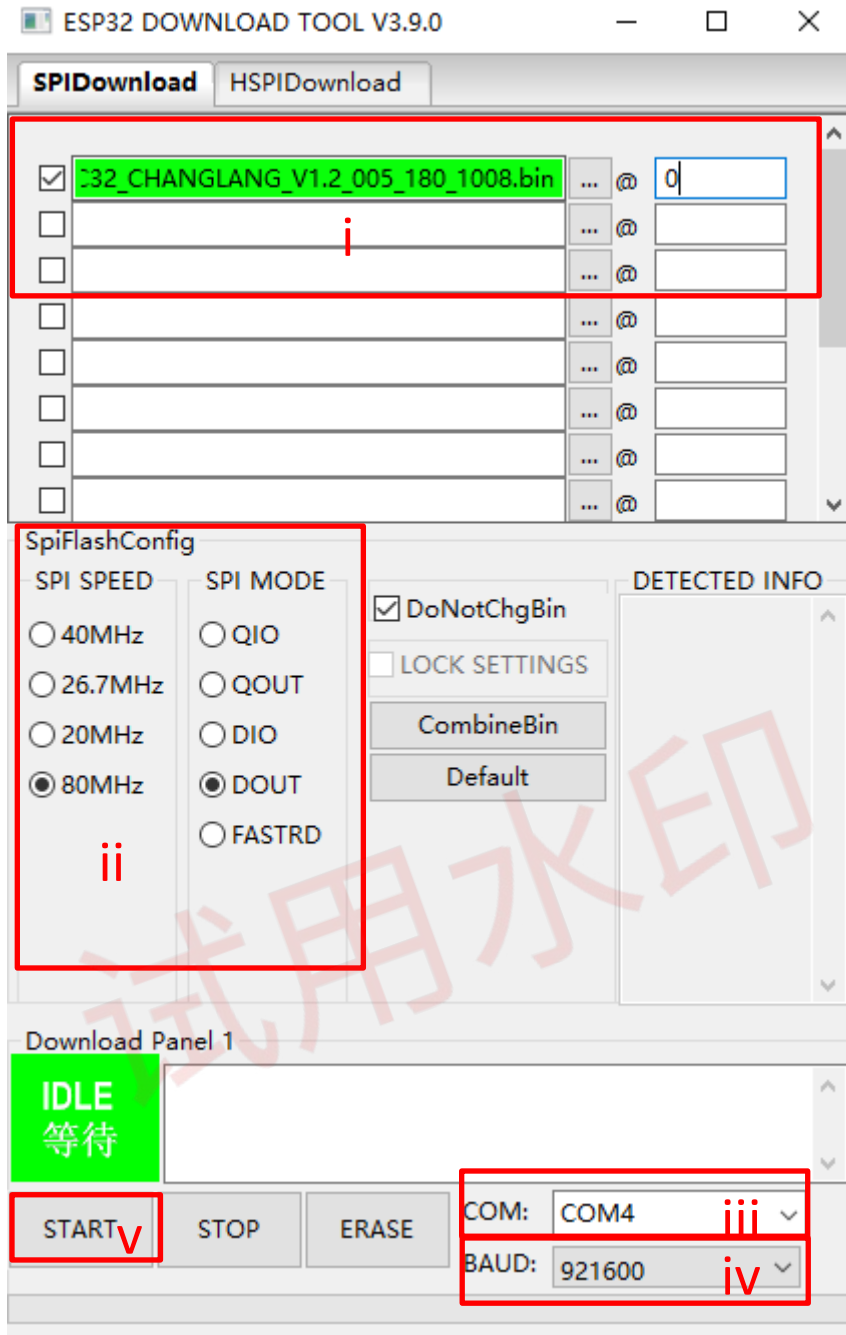 ESP32 DOWNLOAD TOOL V3.9.0
SPIDownload HSPIDownload
C32_CHANGLANG_V1.2_005_180_1008.bin ... @ 0
... @
i
... @
... @
... @
... @
... @
... @
SpiFlashConfig
SPI SPEED SPI MODE DETECTED INFO
DoNotChgBin
40MHz QIO
LOCK SETTINGS
26.7MHz QOUT
CombineBin
20MHz DIO
Default
80MHz DOUT
FASTRD
ii
试用水印
Download Panel 1
IDLE
等待
START v STOP ERASE
COM: COM4 iii
BAUD: 921600 iv